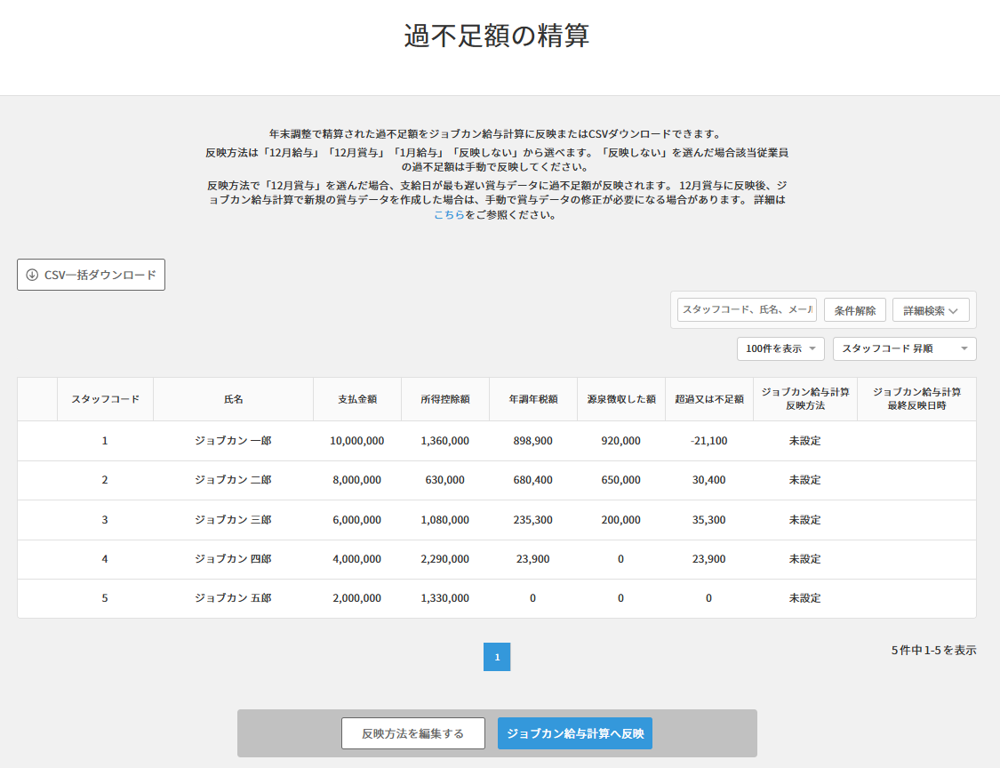 過不足額の精算
年末調整で精算された過不足額をジョブカン給与計算に反映またはCSVダウンロードできます。
反映方法は「12月給与」「12月賞与」「1月給与」「反映しない」から選べます。「反映しない」を選んだ場合該当従業員
の過不足額は手動で反映してください。
反映方法で「12月賞与」を選んだ場合、支給日が最も遅い賞与データに過不足額が反映されます。 12月賞与に反映後、ジ
ョブカン給与計算で新規の賞与データを作成した場合は、手動で賞与データの修正が必要になる場合があります。 詳細は
こちらをご参照ください。
CSV一括ダウンロード
スタッフコード、氏名、メール 条件解除 詳細検索
100件を表示 スタッフコード 昇順
スタッフコード 氏名 支払金額 所得控除額 年調年税額 源泉徴収した額 超過又は不足額 ジョブカン給与計算 ジョブカン給与計算
反映方法 最終反映日時
1 ジョブカン 一郎 10,000,000 1,360,000 898,900 920,000 -21,100 未設定
2 ジョブカン 二郎 8,000,000 630,000 680,400 650,000 30,400 未設定
3 ジョブカン 三郎 6,000,000 1,080,000 235,300 200,000 35,300 未設定
4 ジョブカン 四郎 4,000,000 2,290,000 23,900 0 23,900 未設定
5 ジョブカン 五郎 2,000,000 1,330,000 0 0 0 未設定
1
5件中1-5を表示
反映方法を編集する ジョブカン給与計算へ反映